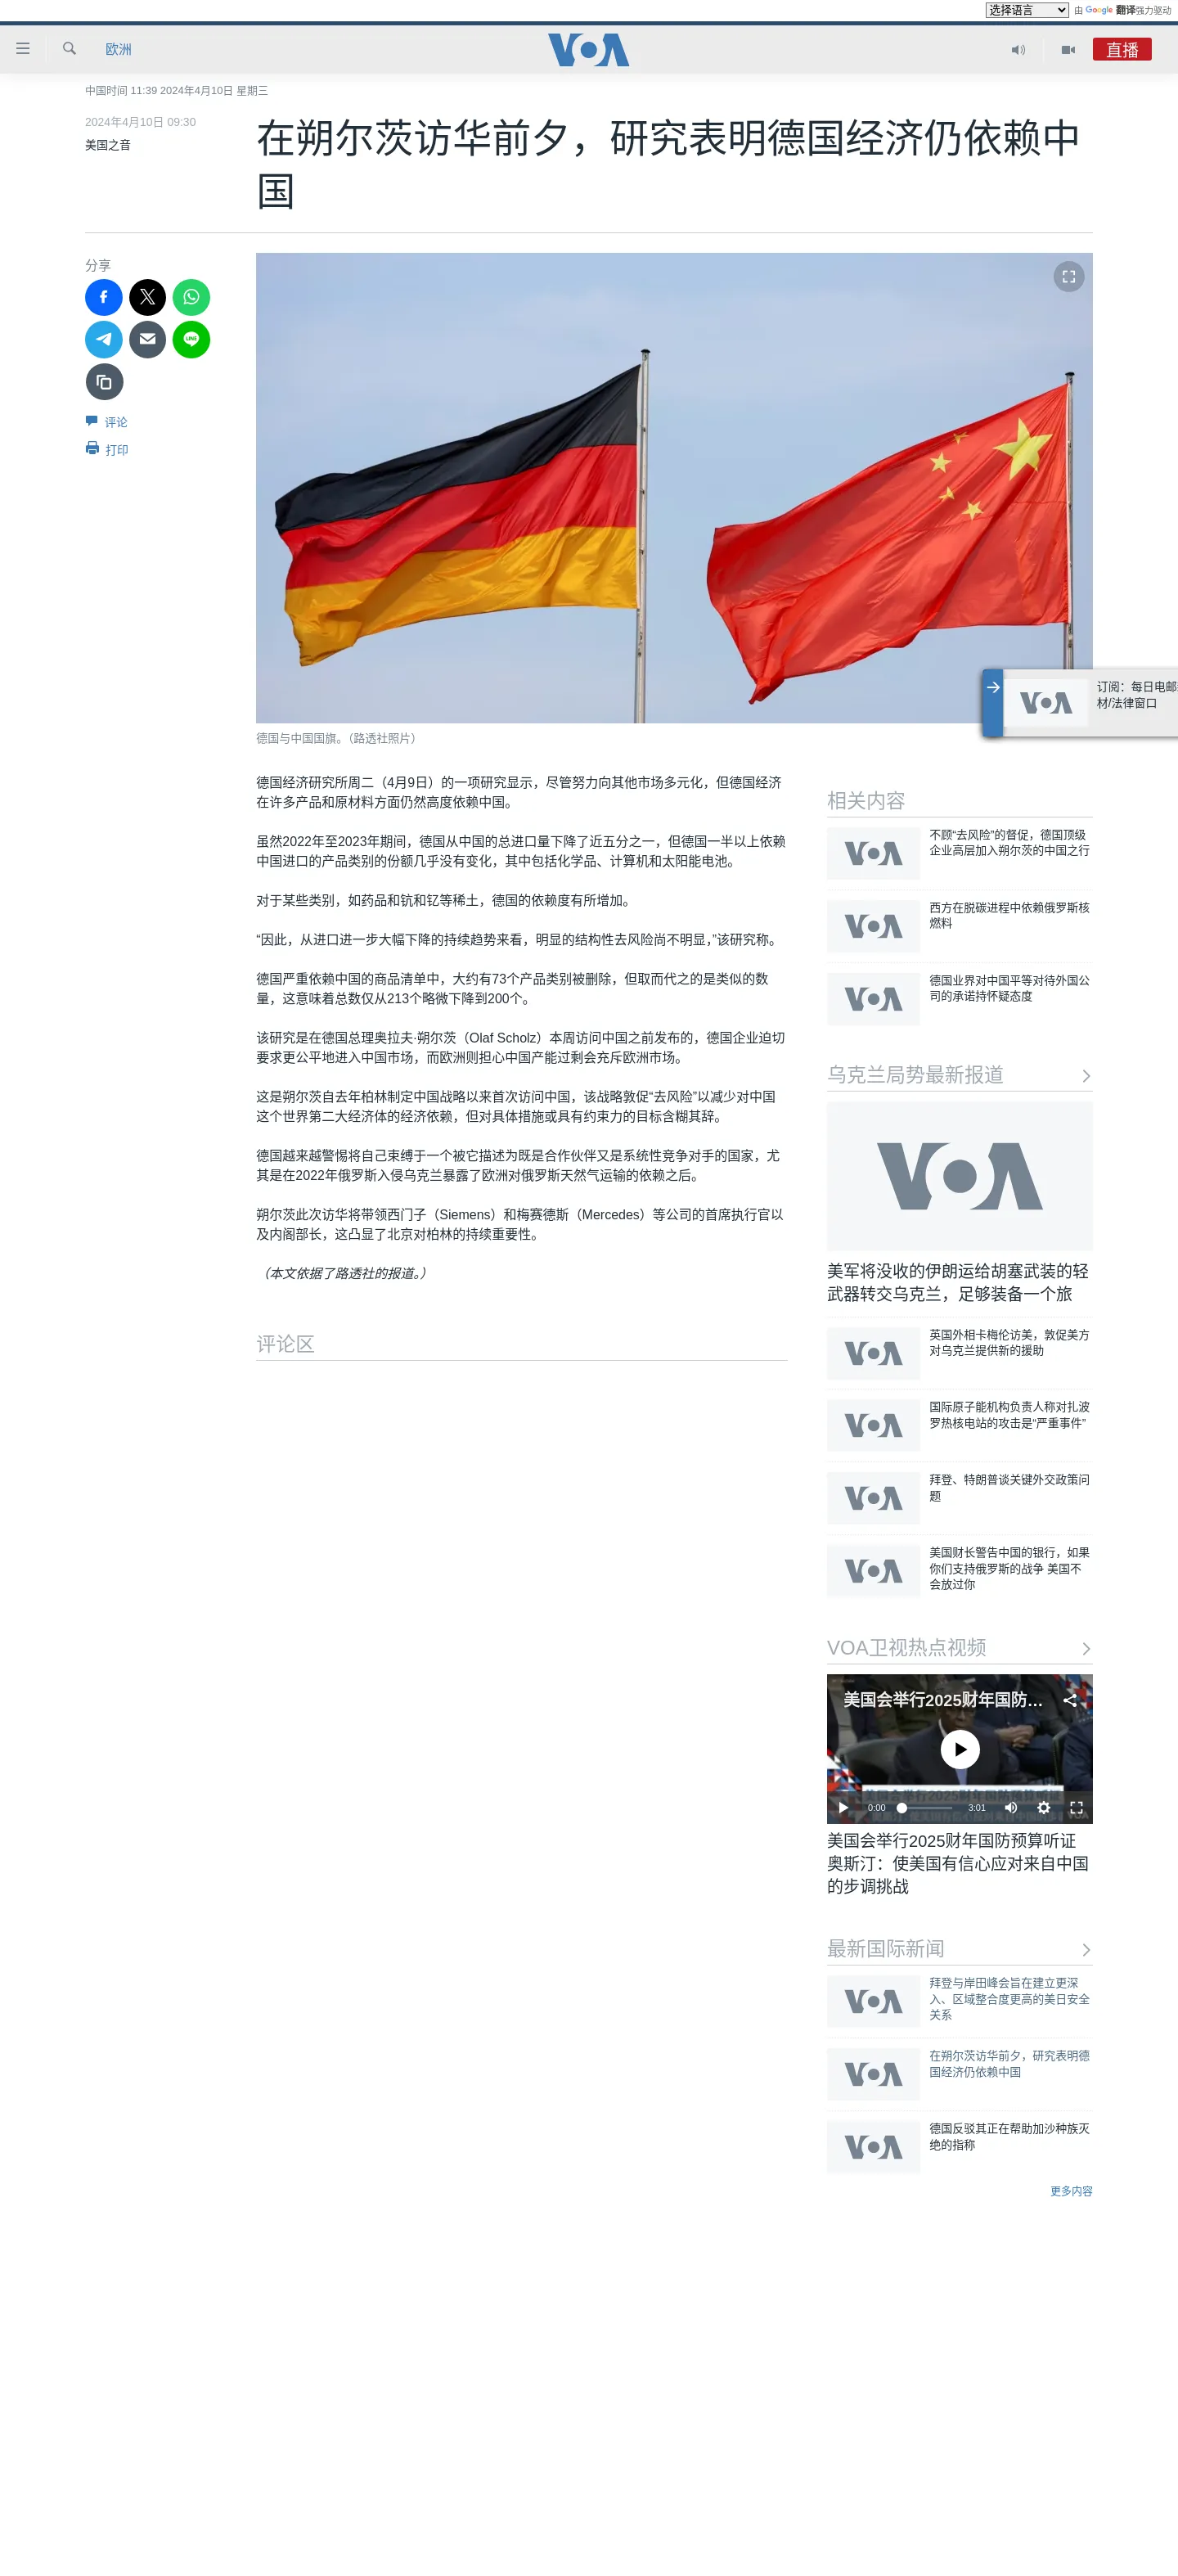 选择语言
由 Google 翻译强力驱动
欧洲
VOA
直播
中国时间 11:39 2024年4月10日 星期三
2024年4月10日 09:30
美国之音
在朔尔茨访华前夕，研究表明德国经济仍依赖中
国
分享
LINE
评论
打印
德国与中国国旗。（路透社照片）
VOA
订阅：每日电邮
材/法律窗口
德国经济研究所周二（4月9日）的一项研究显示，尽管努力向其他市场多元化，但德国经济
在许多产品和原材料方面仍然高度依赖中国。
虽然2022年至2023年期间，德国从中国的总进口量下降了近五分之一，但德国一半以上依赖
中国进口的产品类别的份额几乎没有变化，其中包括化学品、计算机和太阳能电池。
对于某些类别，如药品和钪和钇等稀土，德国的依赖度有所增加。
“因此，从进口进一步大幅下降的持续趋势来看，明显的结构性去风险尚不明显，”该研究称。
德国严重依赖中国的商品清单中，大约有73个产品类别被删除，但取而代之的是类似的数
量，这意味着总数仅从213个略微下降到200个。
该研究是在德国总理奥拉夫·朔尔茨（Olaf Scholz）本周访问中国之前发布的，德国企业迫切
要求更公平地进入中国市场，而欧洲则担心中国产能过剩会充斥欧洲市场。
这是朔尔茨自去年柏林制定中国战略以来首次访问中国，该战略敦促“去风险”以减少对中国
这个世界第二大经济体的经济依赖，但对具体措施或具有约束力的目标含糊其辞。
德国越来越警惕将自己束缚于一个被它描述为既是合作伙伴又是系统性竞争对手的国家，尤
其是在2022年俄罗斯入侵乌克兰暴露了欧洲对俄罗斯天然气运输的依赖之后。
朔尔茨此次访华将带领西门子（Siemens）和梅赛德斯（Mercedes）等公司的首席执行官以
及内阁部长，这凸显了北京对柏林的持续重要性。
（本文依据了路透社的报道。）
评论区
相关内容
VOA
不顾“去风险”的督促，德国顶级
企业高层加入朔尔茨的中国之行
VOA
西方在脱碳进程中依赖俄罗斯核
燃料
VOA
德国业界对中国平等对待外国公
司的承诺持怀疑态度
乌克兰局势最新报道
VOA
美军将没收的伊朗运给胡塞武装的轻
武器转交乌克兰，足够装备一个旅
VOA
英国外相卡梅伦访美，敦促美方
对乌克兰提供新的援助
VOA
国际原子能机构负责人称对扎波
罗热核电站的攻击是“严重事件”
VOA
拜登、特朗普谈关键外交政策问
题
VOA
美国财长警告中国的银行，如果
你们支持俄罗斯的战争 美国不
会放过你
VOA卫视热点视频
美国会举行2025财年国防…
0:00
3:01
美国会举行2025财年国防预算听证
奥斯汀：使美国有信心应对来自中国
的步调挑战
最新国际新闻
VOA
拜登与岸田峰会旨在建立更深
入、区域整合度更高的美日安全
关系
VOA
在朔尔茨访华前夕，研究表明德
国经济仍依赖中国
VOA
德国反驳其正在帮助加沙种族灭
绝的指称
更多内容